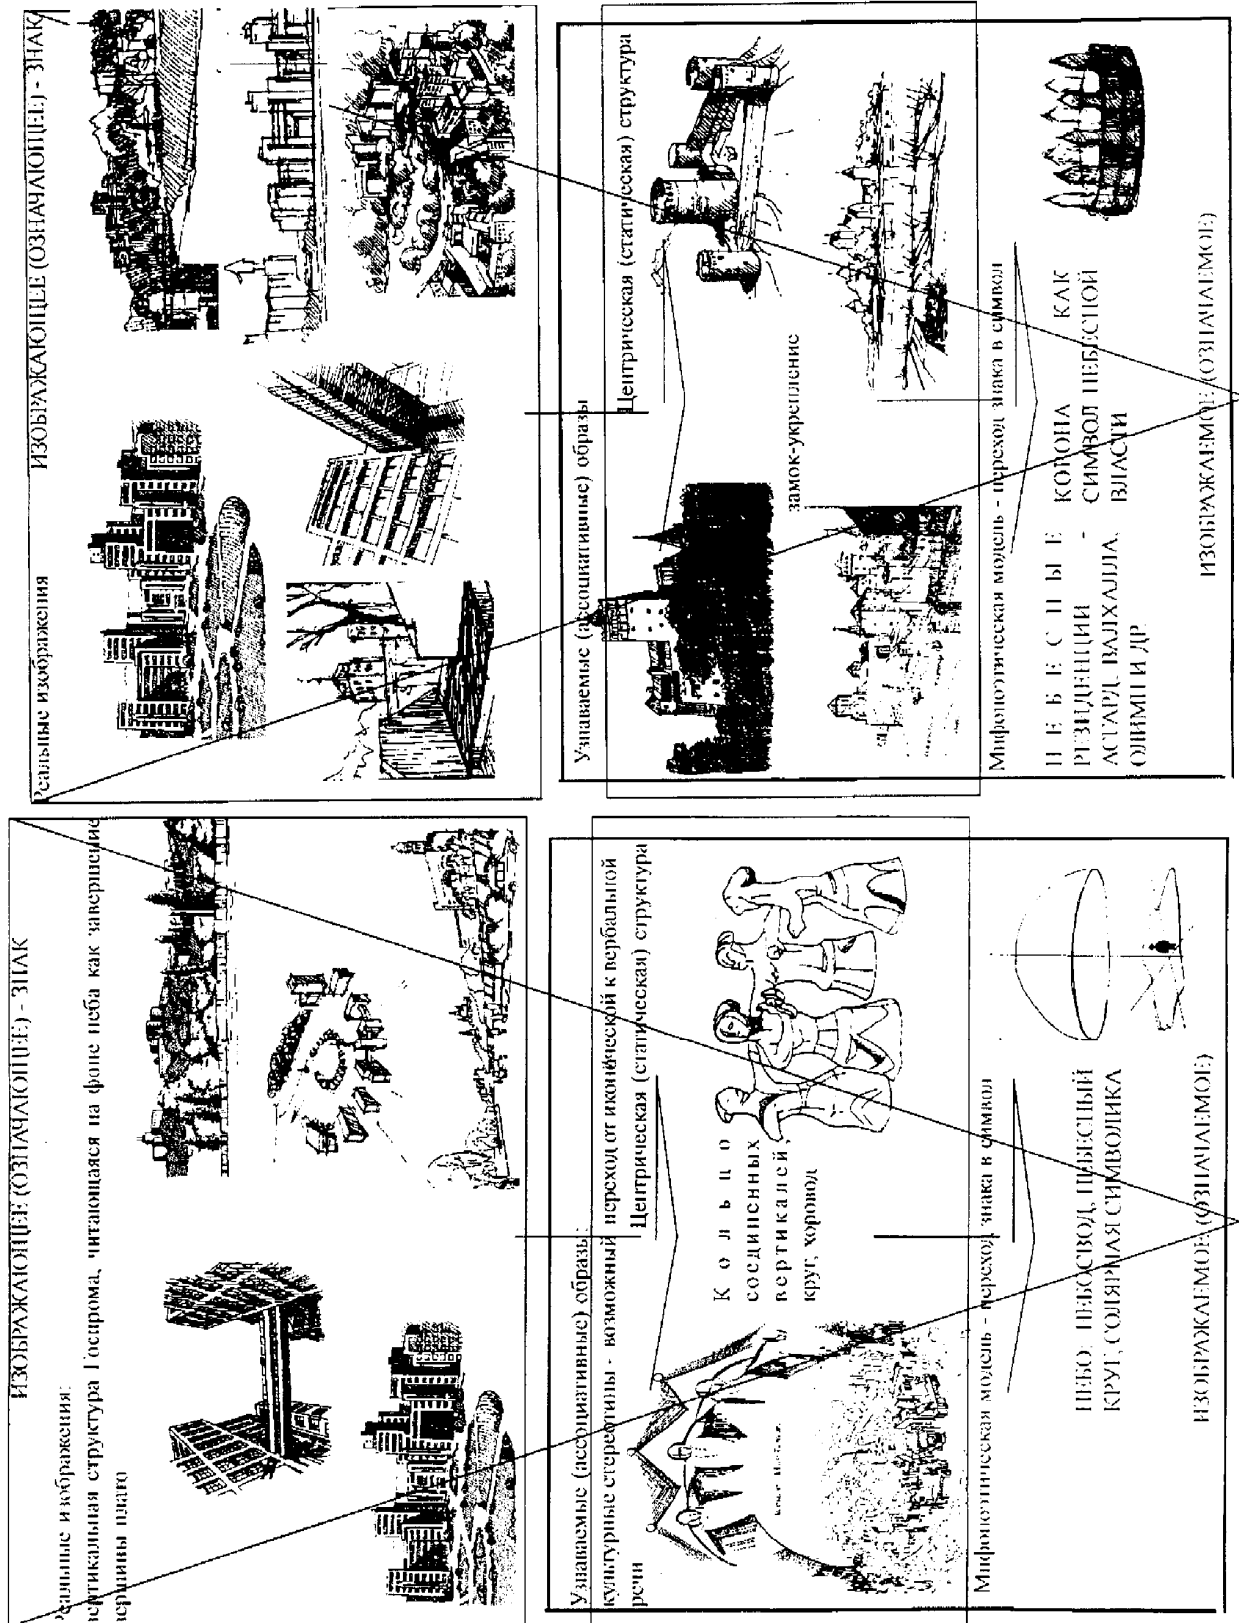 ИЗОБРАЖАЮЩЕЕ (ОЗНАЧАЮЩЕЕ) - ЗНАК
Реальные изображения:
вертикальная структура Госпрома, читающаяся на фоне неба как завершение
вершины плато
Узнаваемые (ассоциативные) образы:
культурные стереотипы - возможный переход от иконической к вербальной
речи
Центрическая (статическая) структура
Кольцо
соединенных
вертикалей,
круг, хоровод
Мифопоэтическая модель - переход знака в символ
НЕБО, НЕБОСВОД, НЕБЕСНЫЙ
КРУГ, СОЛЯРНАЯ СИМВОЛИКА
ИЗОБРАЖАЕМОЕ (ОЗНАЧАЕМОЕ)
ИЗОБРАЖАЮЩЕЕ (ОЗНАЧАЮЩЕЕ) - ЗНАК
Реальные изображения
Узнаваемые (ассоциативные) образы
Центрическая (статическая) структура
замок-укрепление
Мифопоэтическая модель - переход знака в символ
НЕБЕСНЫЕ
РЕЗИДЕНЦИИ -
АСГАРД, ВАЛХАЛЛА,
ОЛИМП И ДР.
КОРОНА КАК
СИМВОЛ НЕБЕСНОЙ
ВЛАСТИ
ИЗОБРАЖАЕМОЕ (ОЗНАЧАЕМОЕ)